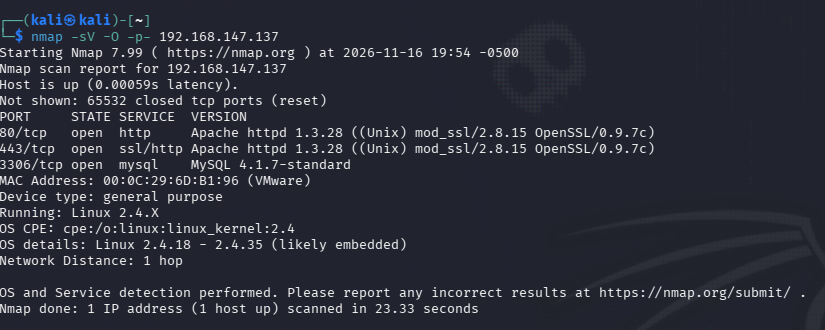 ┌──(kali㉿kali)-[~]
└─$ nmap -sV -O -p- 192.168.147.137
Starting Nmap 7.99 ( https://nmap.org ) at 2026-11-16 19:54 -0500
Nmap scan report for 192.168.147.137
Host is up (0.00059s latency).
Not shown: 65532 closed tcp ports (reset)
PORT     STATE SERVICE  VERSION
80/tcp   open  http     Apache httpd 1.3.28 ((Unix) mod_ssl/2.8.15 OpenSSL/0.9.7c)
443/tcp  open  ssl/http Apache httpd 1.3.28 ((Unix) mod_ssl/2.8.15 OpenSSL/0.9.7c)
3306/tcp open  mysql    MySQL 4.1.7-standard
MAC Address: 00:0C:29:6D:B1:96 (VMware)
Device type: general purpose
Running: Linux 2.4.X
OS CPE: cpe:/o:linux:linux_kernel:2.4
OS details: Linux 2.4.18 - 2.4.35 (likely embedded)
Network Distance: 1 hop

OS and Service detection performed. Please report any incorrect results at https://nmap.org/submit/ .
Nmap done: 1 IP address (1 host up) scanned in 23.33 seconds